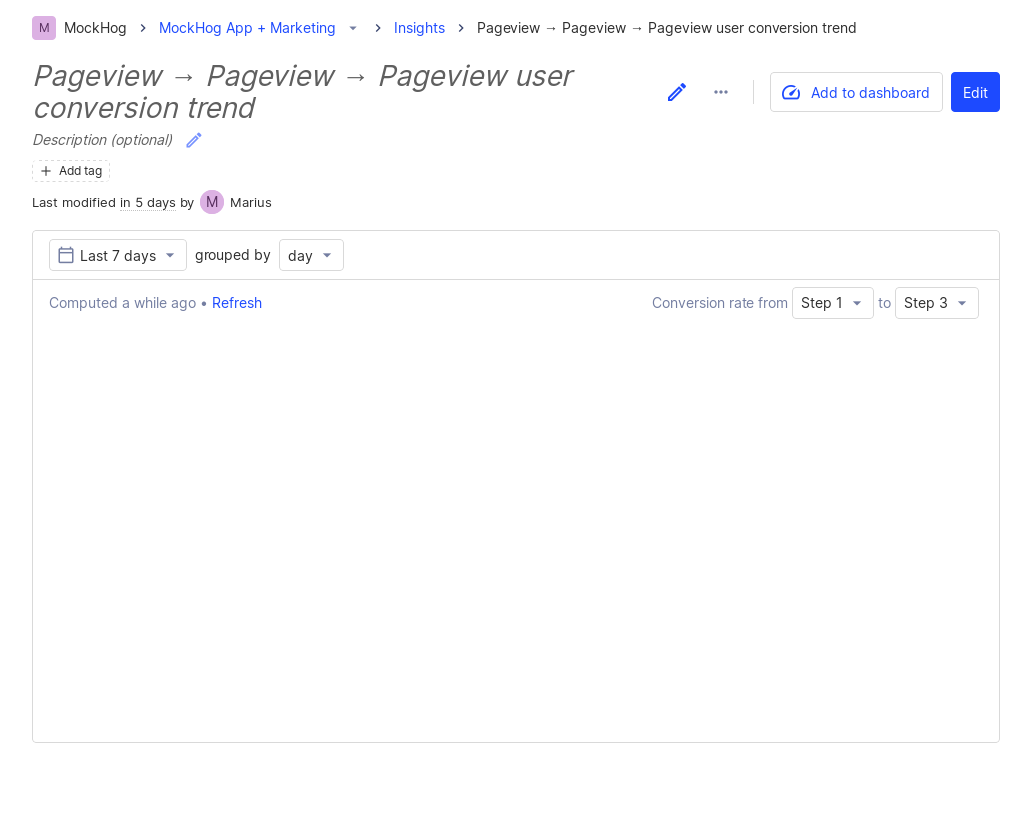 M MockHog MockHog App + Marketing Insights Pageview → Pageview → Pageview user conversion trend
Pageview → Pageview → Pageview user
conversion trend
Add to dashboard
Edit
Description (optional)
Add tag
Last modified in 5 days by M Marius
Last 7 days grouped by day
Computed a while ago • Refresh
Conversion rate from Step 1 to Step 3